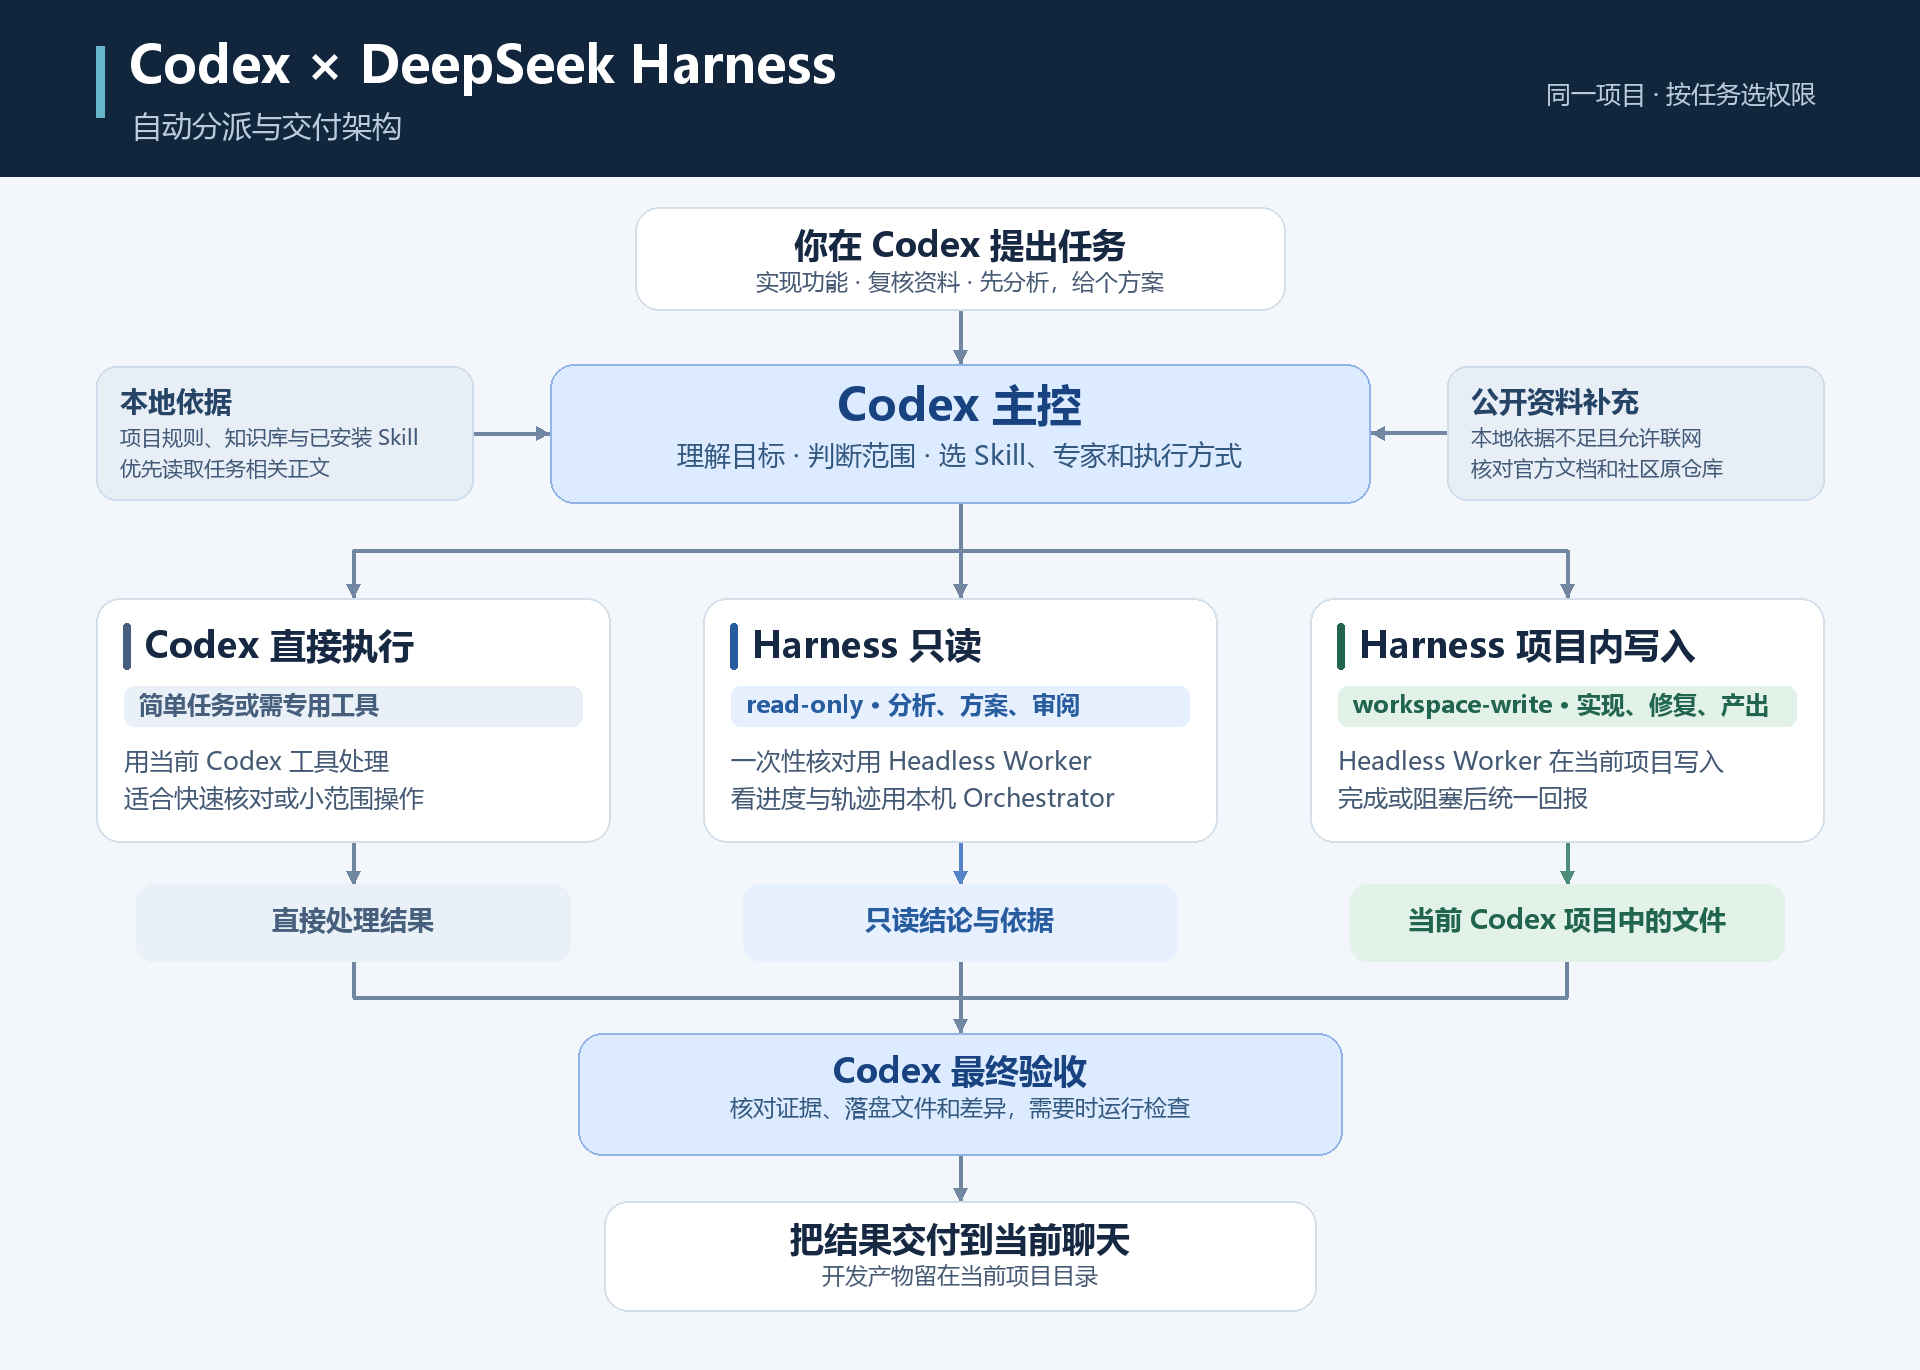 Codex × DeepSeek Harness
自动分派与交付架构
同一项目 · 按任务选权限
你在 Codex 提出任务
实现功能 · 复核资料 · 先分析，给个方案
本地依据
项目规则、知识库与已安装 Skill
优先读取任务相关正文
Codex 主控
理解目标 · 判断范围 · 选 Skill、专家和执行方式
公开资料补充
本地依据不足且允许联网
核对官方文档和社区原仓库
Codex 直接执行
简单任务或需专用工具
用当前 Codex 工具处理
适合快速核对或小范围操作
Harness 只读
read-only • 分析、方案、审阅
一次性核对用 Headless Worker
看进度与轨迹用本机 Orchestrator
Harness 项目内写入
workspace-write • 实现、修复、产出
Headless Worker 在当前项目写入
完成或阻塞后统一回报
直接处理结果
只读结论与依据
当前 Codex 项目中的文件
Codex 最终验收
核对证据、落盘文件和差异，需要时运行检查
把结果交付到当前聊天
开发产物留在当前项目目录